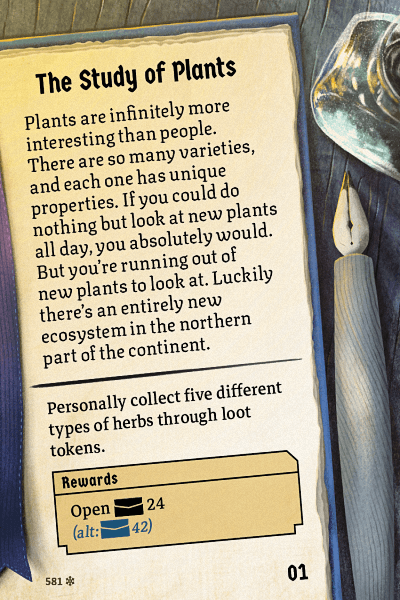 The Study of Plants
Plants are infinitely more
interesting than people.
There are so many varieties,
and each one has unique
properties. If you could do
nothing but look at new plants
all day, you absolutely would.
But you're running out of
new plants to look at. Luckily
there's an entirely new
ecosystem in the northern
part of the continent.
Personally collect five different
types of herbs through loot
tokens.
Rewards
Open 24
(alt: 42)
581
01